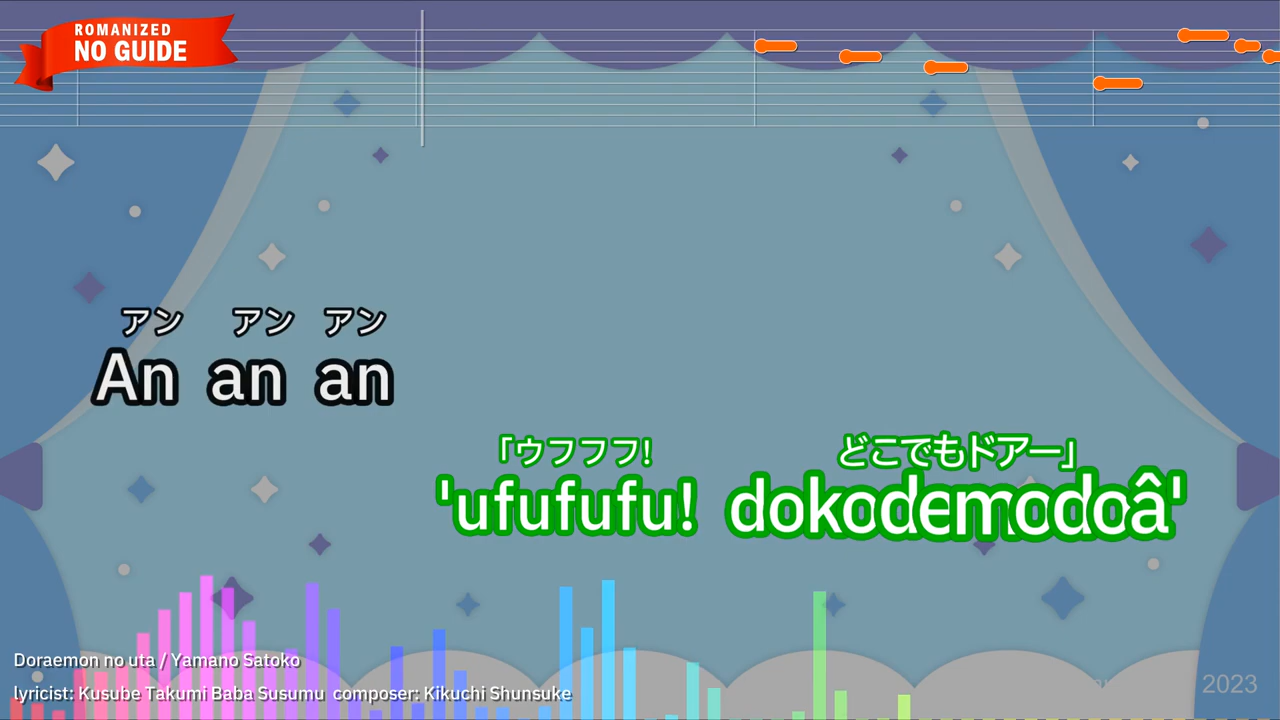 ROMANIZED
NO GUIDE
アン アン アン
An an an
「ウフフフ! どこでもドアー」
'ufufufu! dokodemodoâ'
Doraemon no uta / Yamano Satoko
lyricist: Kusube Takumi Baba Susumu composer: Kikuchi Shunsuke
2023